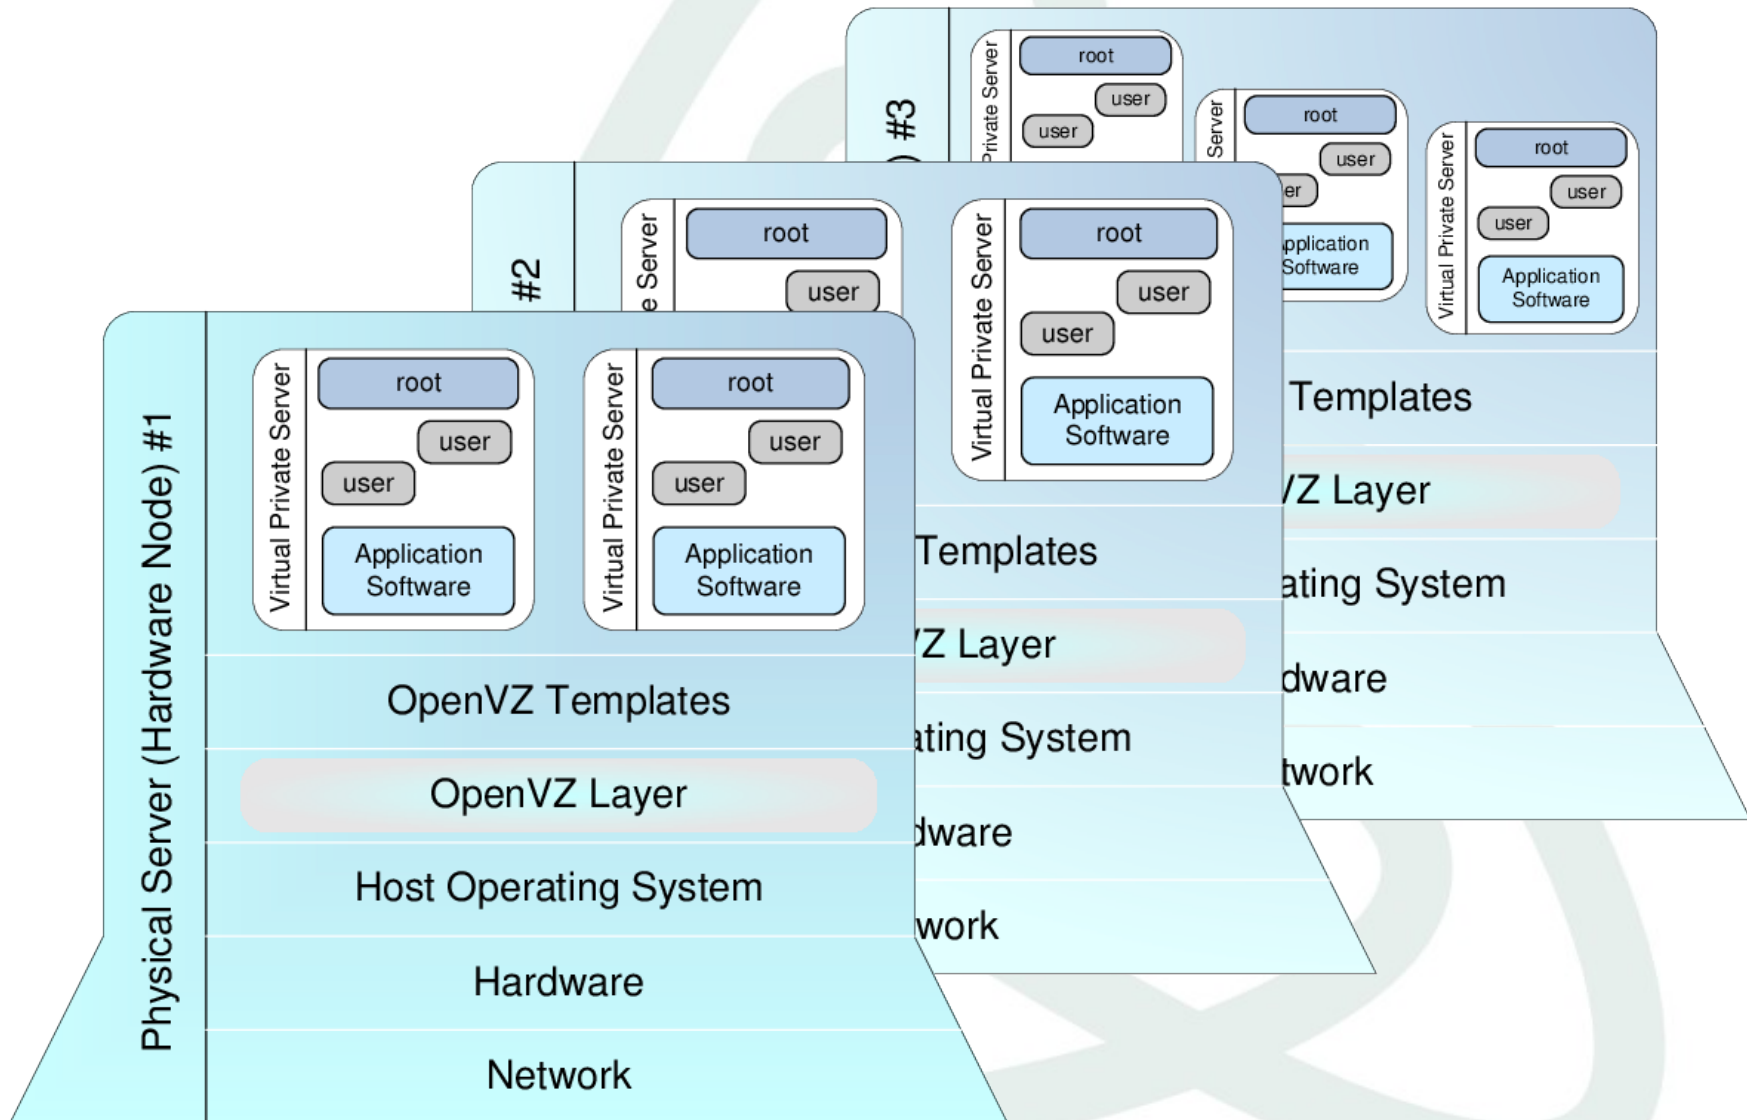 Physical Server (Hardware Node) #1
Virtual Private Server
root
user
user
Application
Software
Virtual Private Server
root
user
user
Application
Software
OpenVZ Templates
OpenVZ Layer
Host Operating System
Hardware
Network
#2
e Server
root
user
Virtual Private Server
root
user
user
Application
Software
Templates
VZ Layer
ating System
dware
work
) #3
Private Server
root
user
user
Server
root
user
er
Application
Software
Virtual Private Server
root
user
user
Application
Software
Templates
VZ Layer
ating System
dware
twork